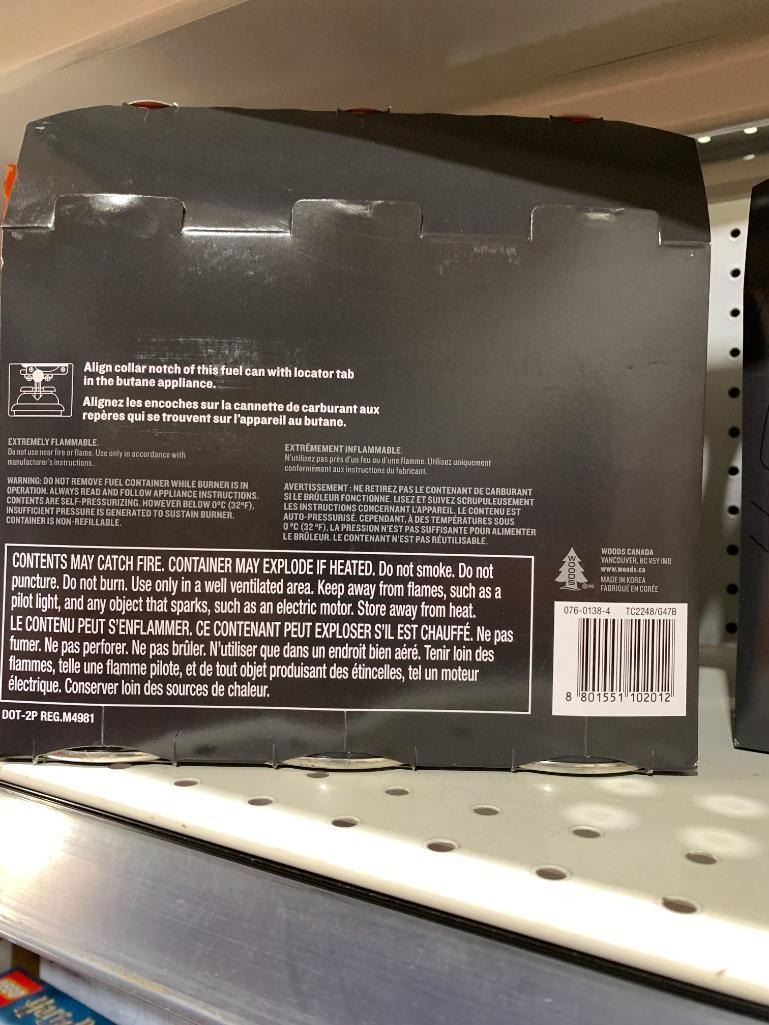 Align collar notch of this fuel can with locator tab
in the butane appliance.
Alignez les encoches sur la cannette de carburant aux
repères qui se trouvent sur l'appareil au butane.
EXTREMELY FLAMMABLE.
Do not use near fire or flame. Use only in accordance with
manufacturer's instructions.
WARNING: DO NOT REMOVE FUEL CONTAINER WHILE BURNER IS IN
OPERATION. ALWAYS READ AND FOLLOW APPLIANCE INSTRUCTIONS.
CONTENTS ARE SELF-PRESSURIZING. HOWEVER BELOW 0°C (32°F),
INSUFFICIENT PRESSURE IS GENERATED TO SUSTAIN BURNER.
CONTAINER IS NON-REFILLABLE.
EXTRÊMEMENT INFLAMMABLE.
N'utilisez pas près d'un feu ou d'une flamme. Utilisez uniquement
conformément aux instructions du fabricant.
AVERTISSEMENT : NE RETIREZ PAS LE CONTENANT DE CARBURANT
SI LE BRÛLEUR FONCTIONNE. LISEZ ET SUIVEZ SCRUPULEUSEMENT
LES INSTRUCTIONS CONCERNANT L'APPAREIL. LE CONTENU EST
AUTO-PRESSURISÉ. CEPENDANT, À DES TEMPÉRATURES SOUS
0 °C (32 °F), LA PRESSION N'EST PAS SUFFISANTE POUR ALIMENTER
LE BRÛLEUR. LE CONTENANT N'EST PAS RÉUTILISABLE.
CONTENTS MAY CATCH FIRE. CONTAINER MAY EXPLODE IF HEATED. Do not smoke. Do not
puncture. Do not burn. Use only in a well ventilated area. Keep away from flames, such as a
pilot light, and any object that sparks, such as an electric motor. Store away from heat.
LE CONTENU PEUT S'ENFLAMMER. CE CONTENANT PEUT EXPLOSER S'IL EST CHAUFFÉ. Ne pas
fumer. Ne pas perforer. Ne pas brûler. N'utiliser que dans un endroit bien aéré. Tenir loin des
flammes, telle une flamme pilote, et de tout objet produisant des étincelles, tel un moteur
électrique. Conserver loin des sources de chaleur.
DOT-2P REG.M4981
WOODS
WOODS CANADA
VANCOUVER, BC V5Y 1M0
www.woods.ca
MADE IN KOREA
FABRIQUÉ EN CORÉE
076-0138-4 TC2248/G47B
8 801551 102012
LEGO